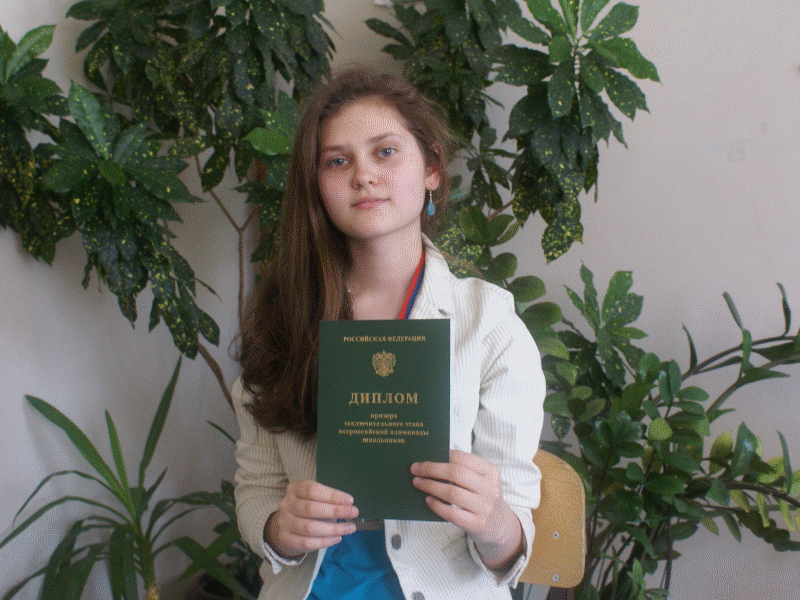 РОССИЙСКАЯ ФЕДЕРАЦИЯ
ДИПЛОМ
призера
заключительного этапа
всероссийской олимпиады
школьников